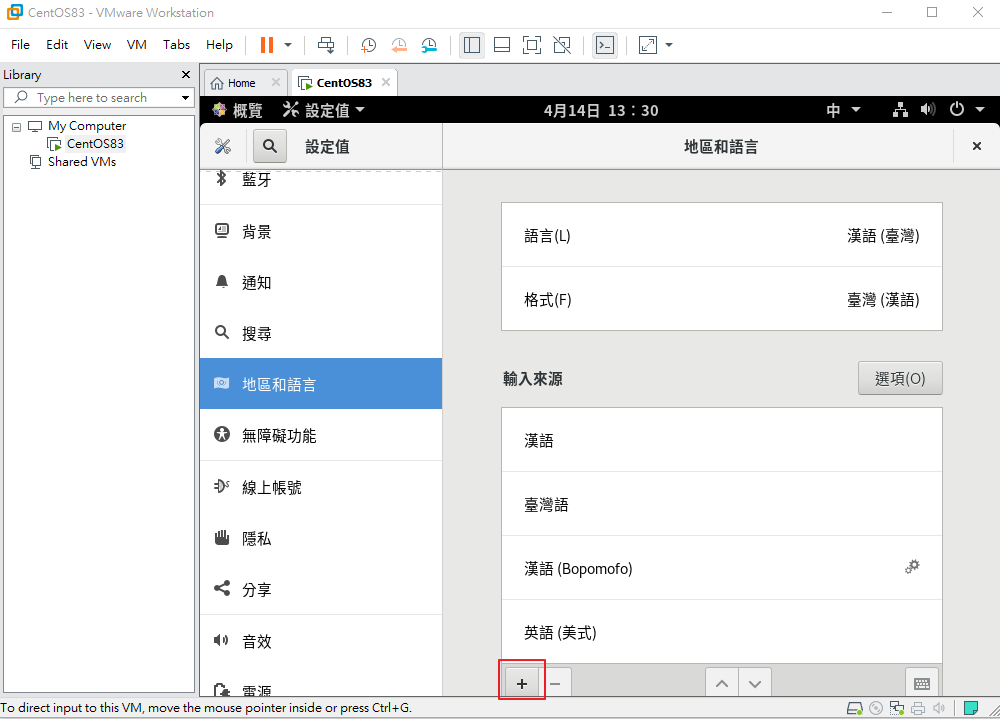 CentOS83 - VMware Workstation
File Edit View VM Tabs Help
Library
Type here to search
My Computer
CentOS83
Shared VMs
Home
CentOS83
概覽 設定值 4月14日 13：30 中
設定值 地區和語言
藍牙
背景
通知
搜尋
地區和語言
無障礙功能
線上帳號
隱私
分享
音效
電源
語言(L) 漢語 (臺灣)
格式(F) 臺灣 (漢語)
輸入來源 選項(O)
漢語
臺灣語
漢語 (Bopomofo)
英語 (美式)
To direct input to this VM, move the mouse pointer inside or press Ctrl+G.